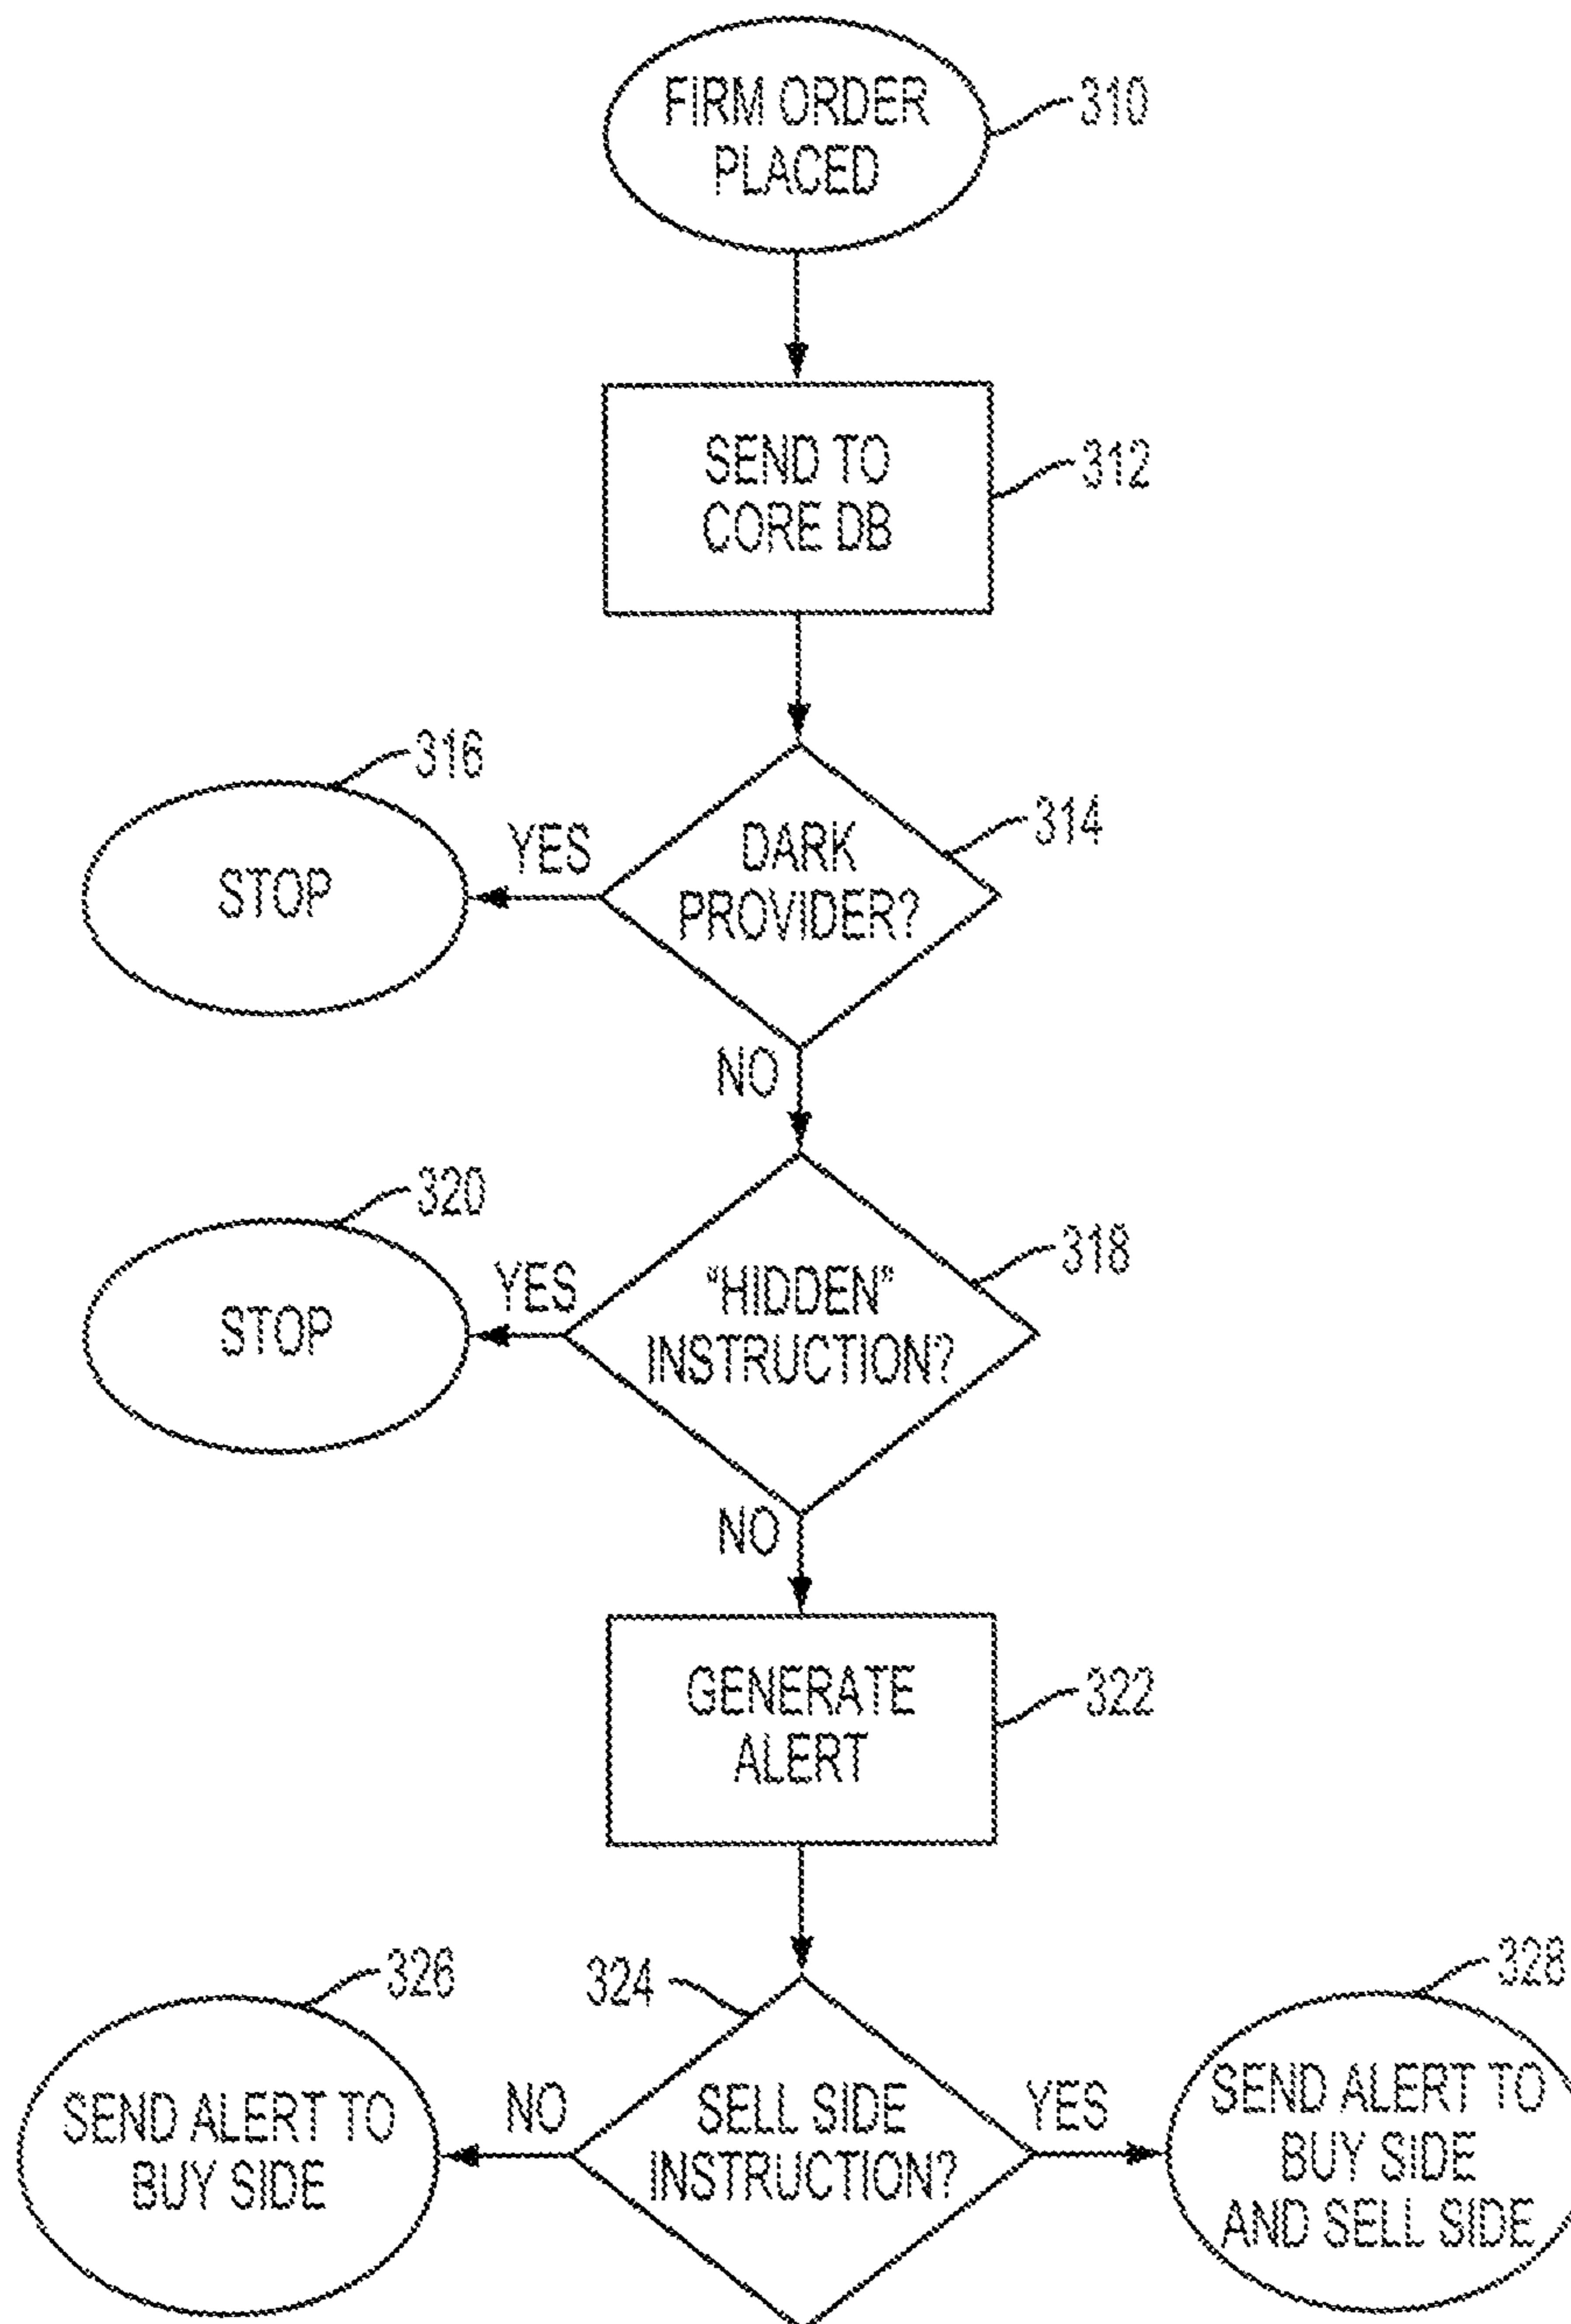 FIRM ORDER
PLACED
310
SEND TO
CORE DB
312
316
STOP
YES
DARK
PROVIDER?
314
NO
320
STOP
YES
"HIDDEN"
INSTRUCTION?
318
NO
GENERATE
ALERT
322
326
SEND ALERT TO
BUY SIDE
NO
324
SELL SIDE
INSTRUCTION?
YES
328
SEND ALERT TO
BUY SIDE
AND SELL SIDE